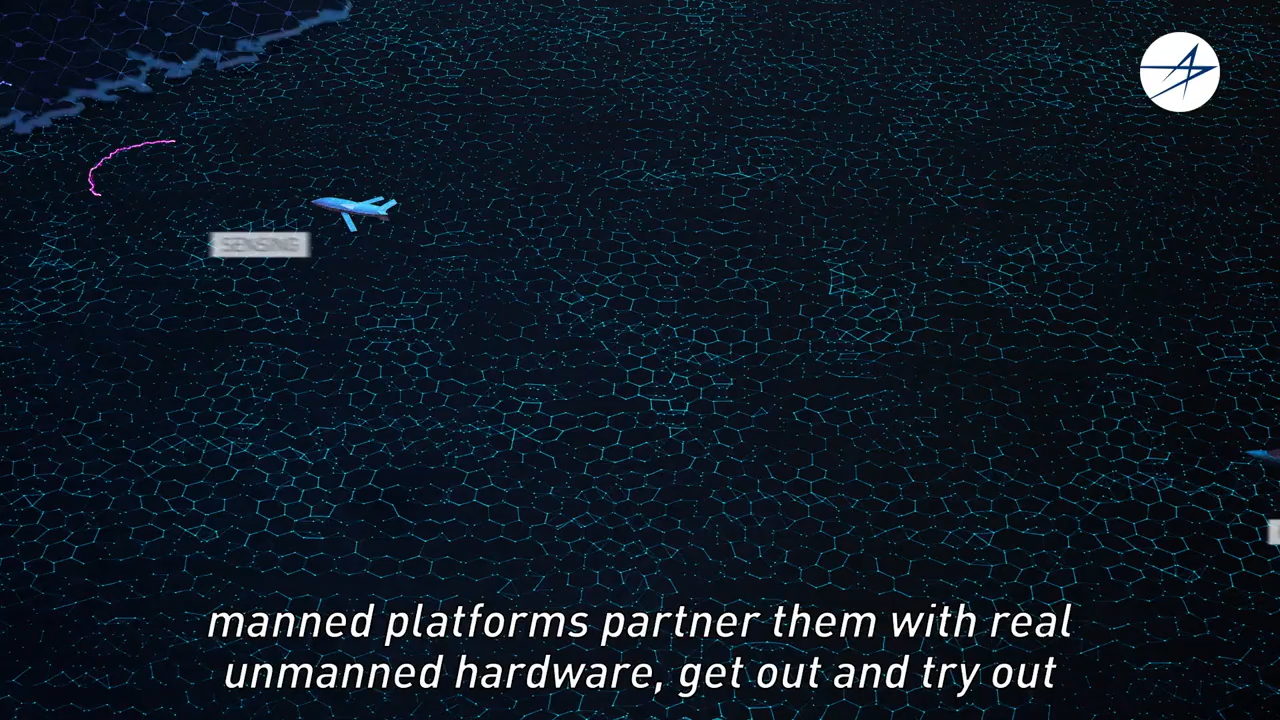 SENSING
manned platforms partner them with real
unmanned hardware, get out and try out